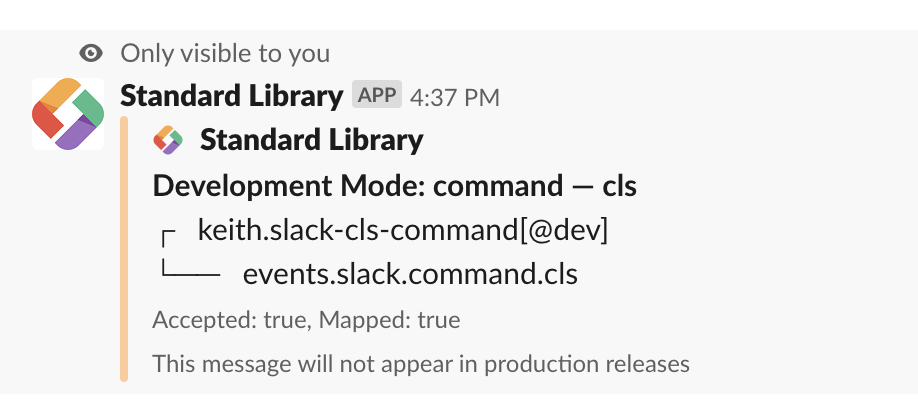 Only visible to you
Standard Library APP 4:37 PM
Standard Library
Development Mode: command — cls
┌ keith.slack-cls-command[@dev]
└── events.slack.command.cls
Accepted: true, Mapped: true
This message will not appear in production releases